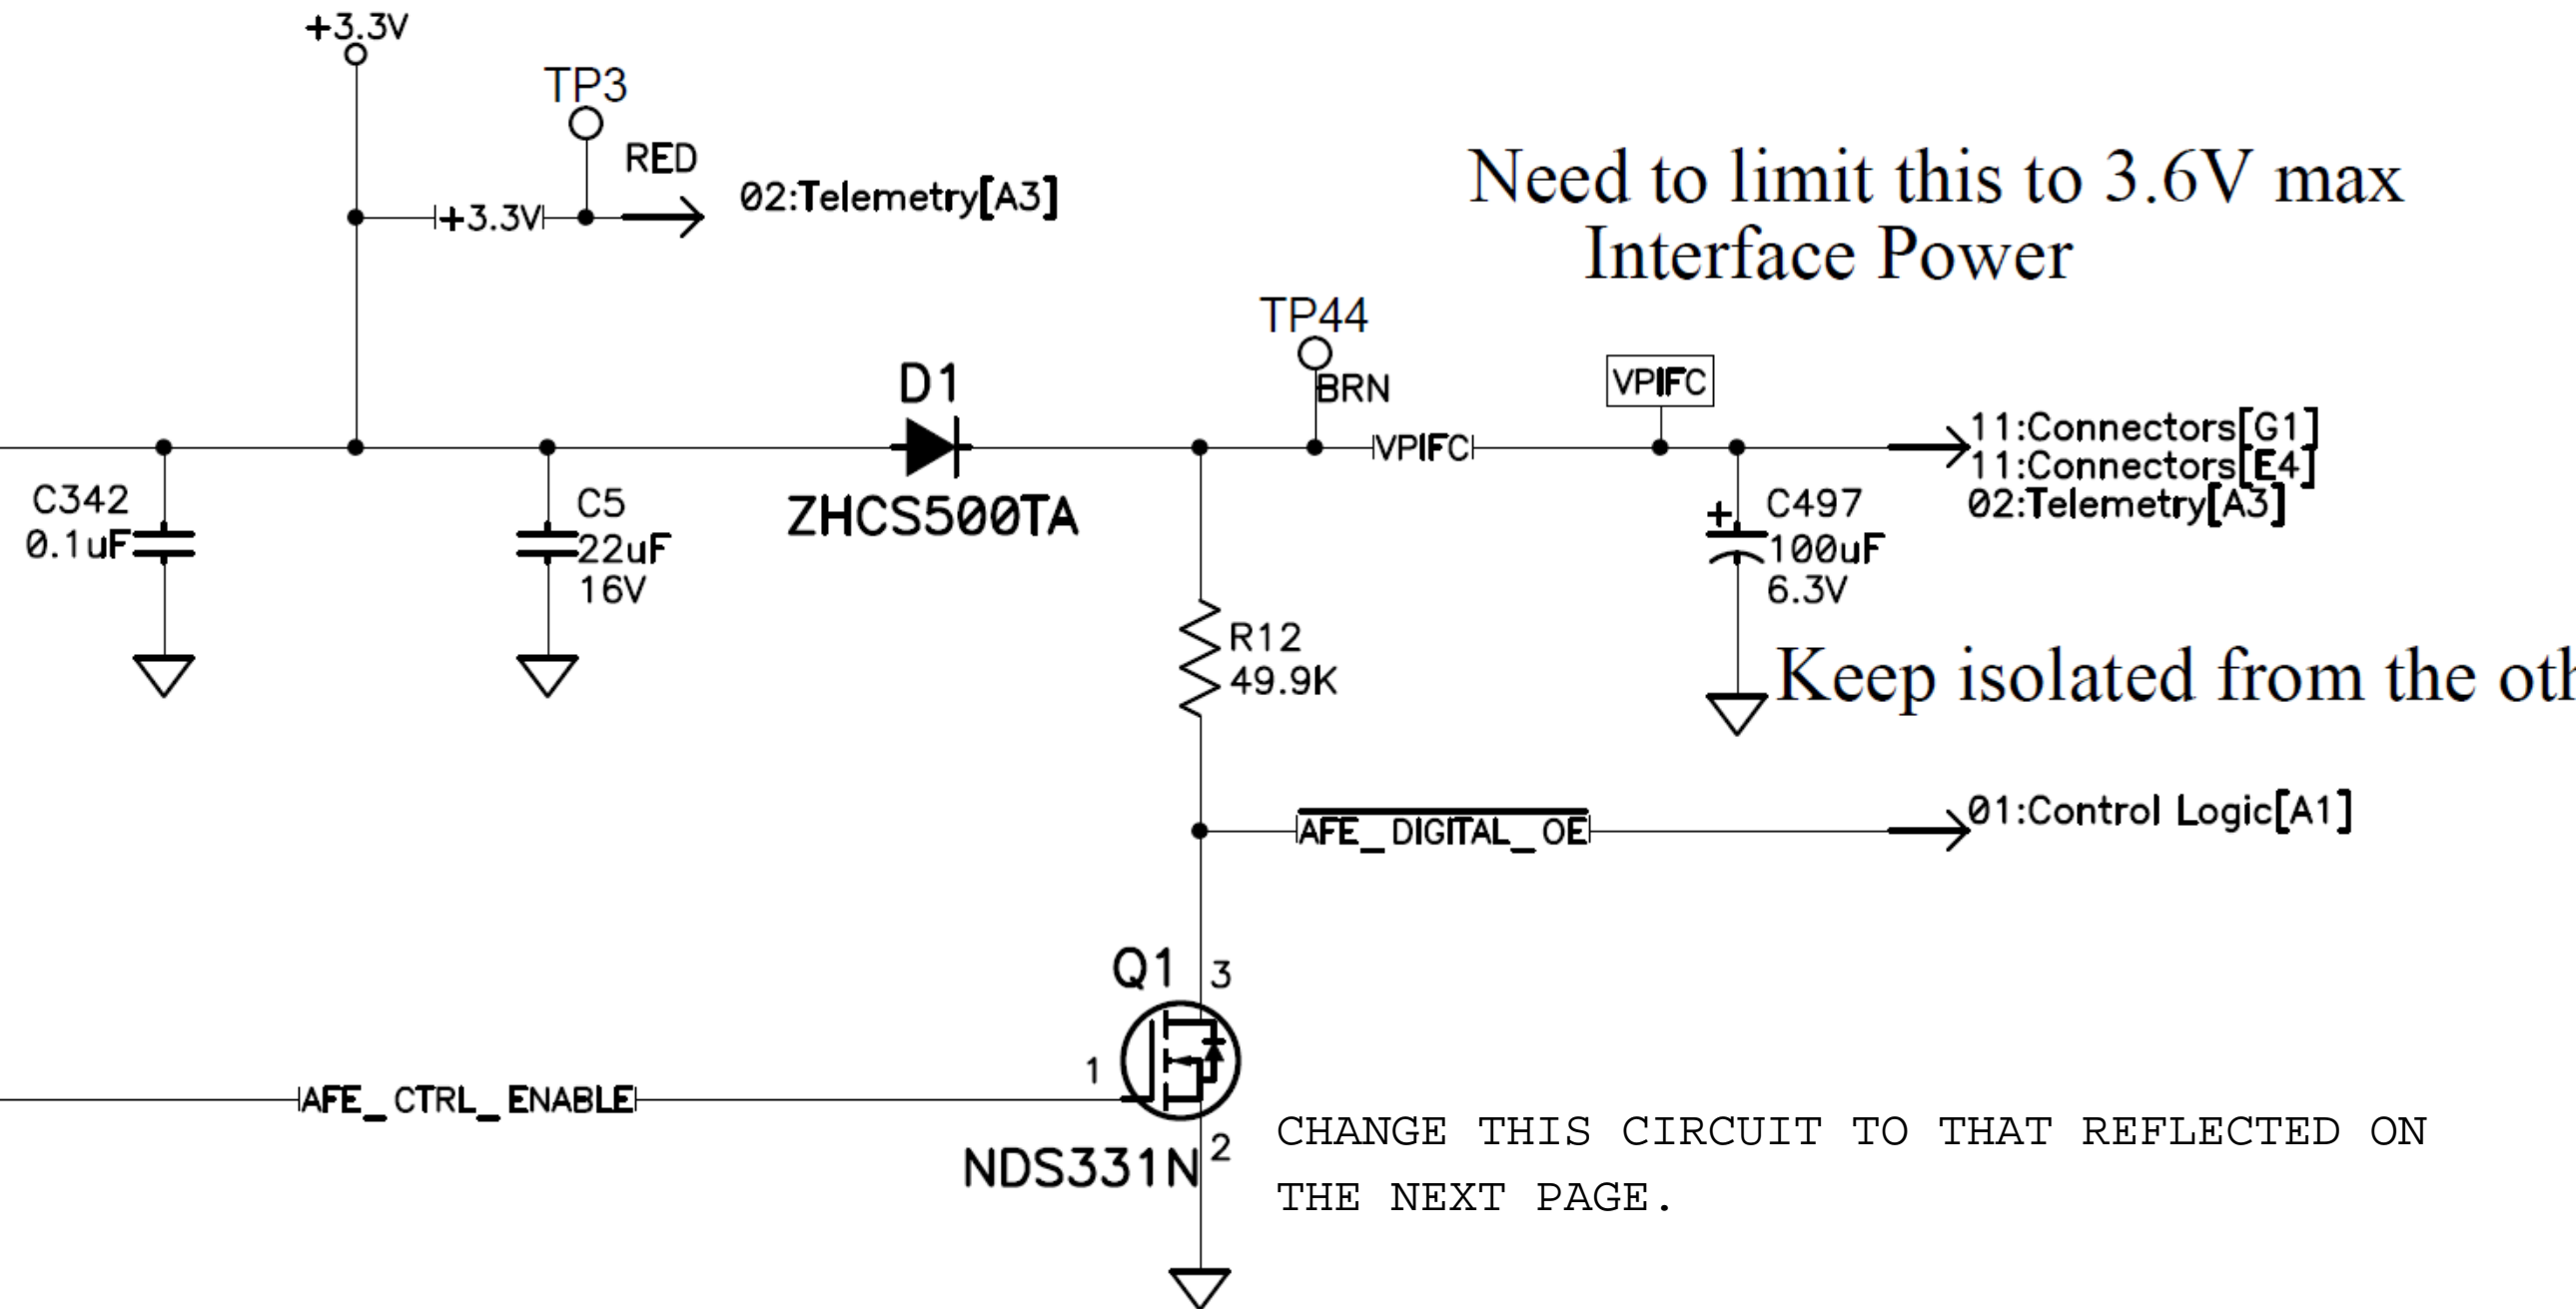 +3.3V
TP3
RED
+3.3V
02:Telemetry[A3]
Need to limit this to 3.6V max
Interface Power
TP44
BRN
D1
ZHCS500TA
VPIFC
VPIFC
11:Connectors[G1]
11:Connectors[E4]
02:Telemetry[A3]
C342
0.1uF
C5
22uF
16V
C497
100uF
6.3V
R12
49.9K
Keep isolated from the
AFE_DIGITAL_OE
01:Control Logic[A1]
Q1
3
1
AFE_CTRL_ENABLE
NDS331N
2
CHANGE THIS CIRCUIT TO THAT REFLECTED ON
THE NEXT PAGE.